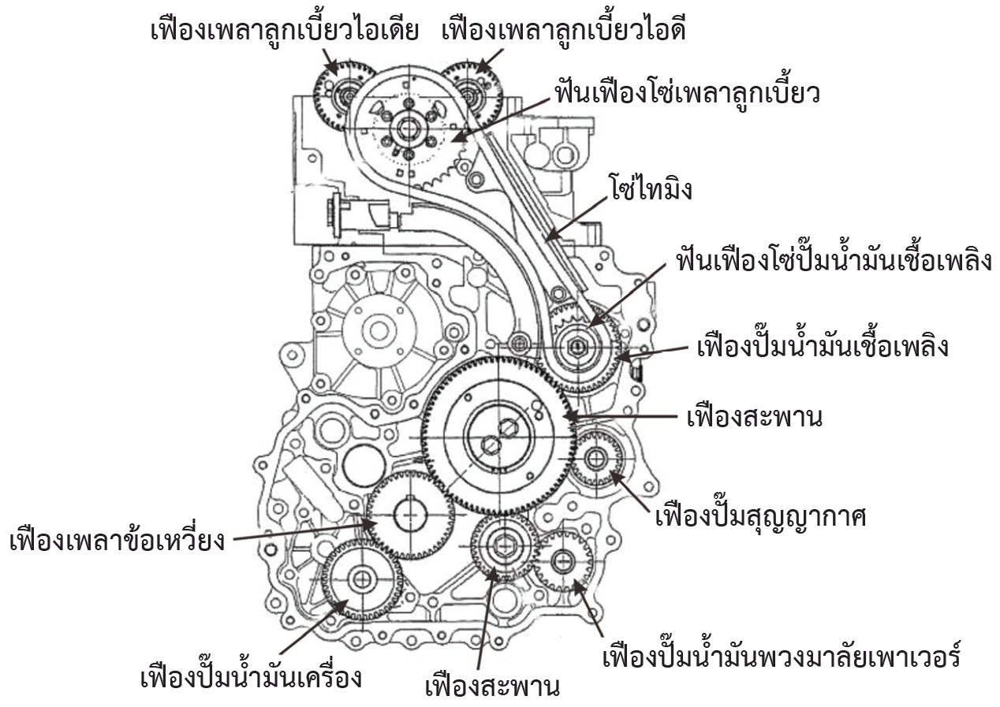 เฟืองเพลาลูกเบี้ยวไอเดีย
เฟืองเพลาลูกเบี้ยวไอดี
ฟันเฟืองโซ่เพลาลูกเบี้ยว
โซ่ไทมิง
ฟันเฟืองโซ่ปั๊มน้ำมันเชื้อเพลิง
เฟืองปั๊มน้ำมันเชื้อเพลิง
เฟืองสะพาน
เฟืองปั๊มสุญญากาศ
เฟืองเพลาข้อเหวี่ยง
เฟืองปั๊มน้ำมันพวงมาลัยเพาเวอร์
เฟืองปั๊มน้ำมันเครื่อง
เฟืองสะพาน